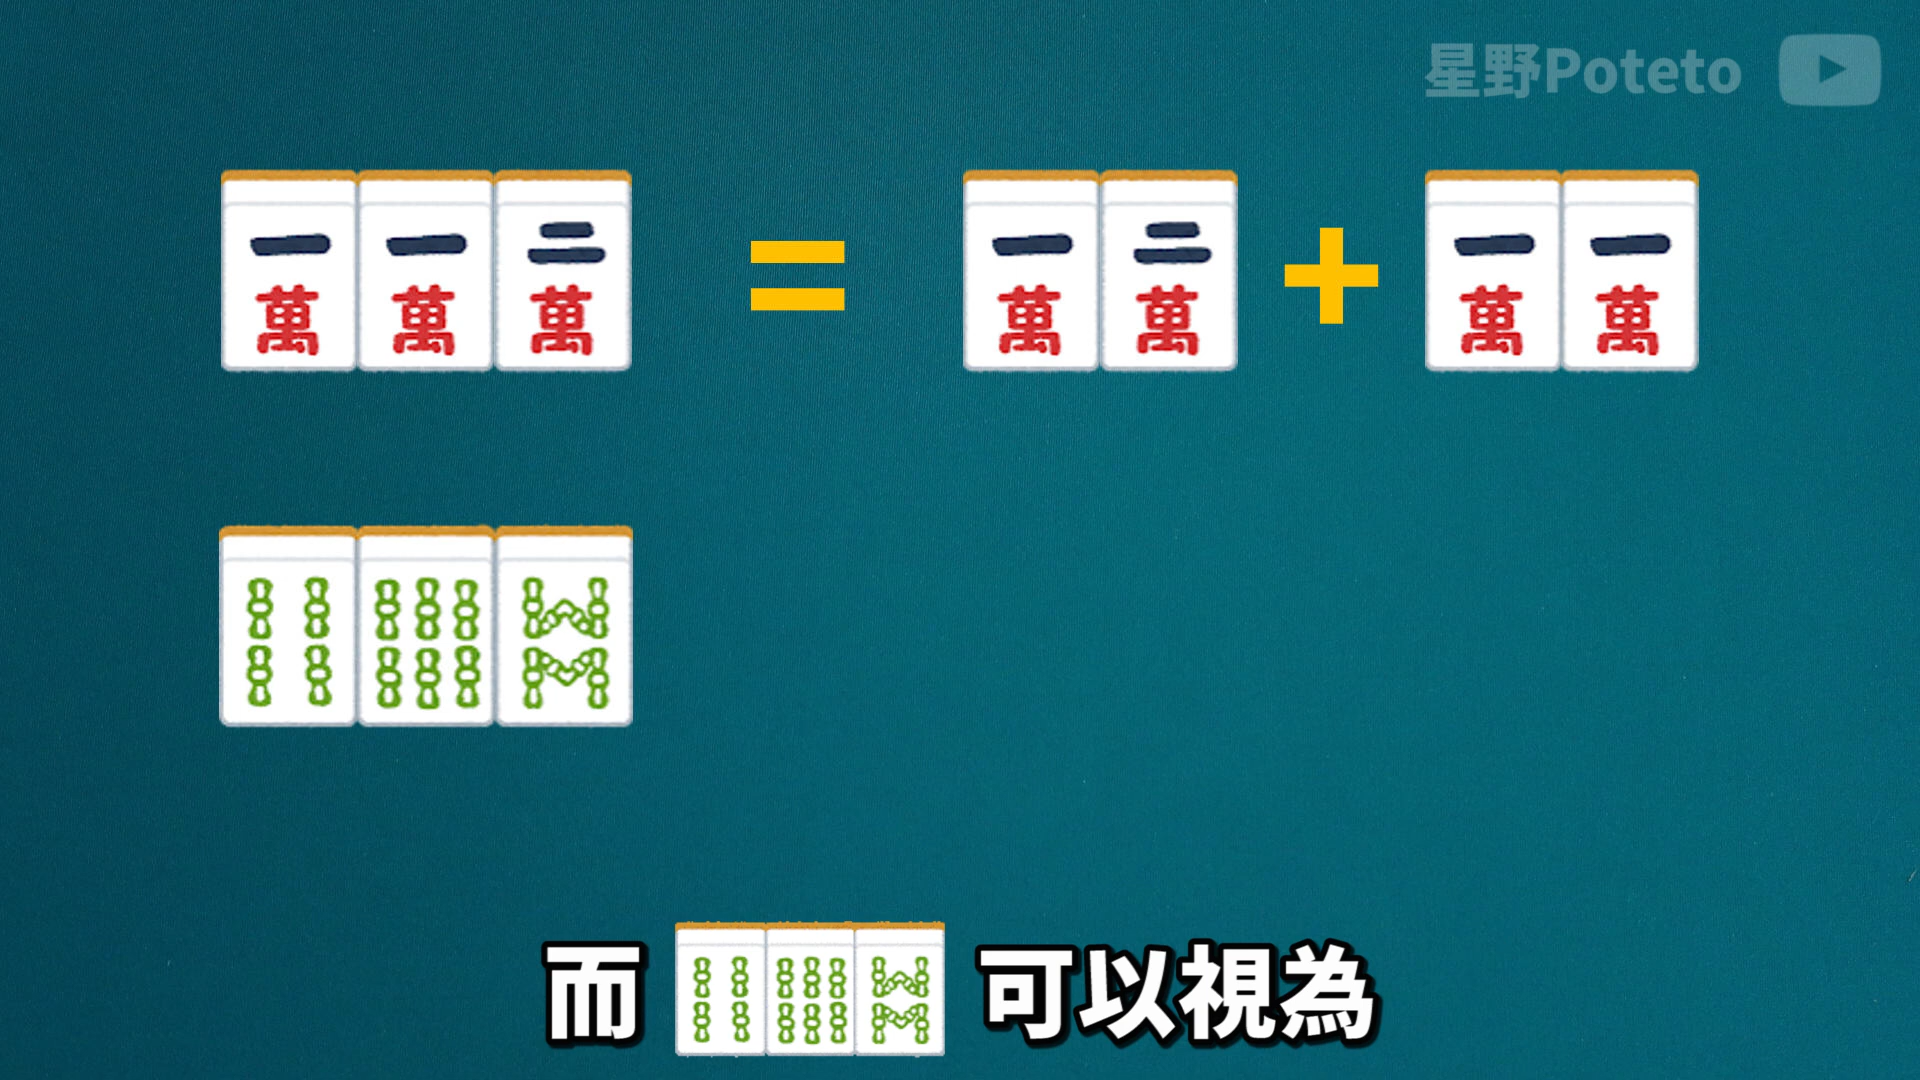 星野Poteto
一萬 一萬 二萬 = 一萬 二萬 + 一萬 一萬
而 可以視為